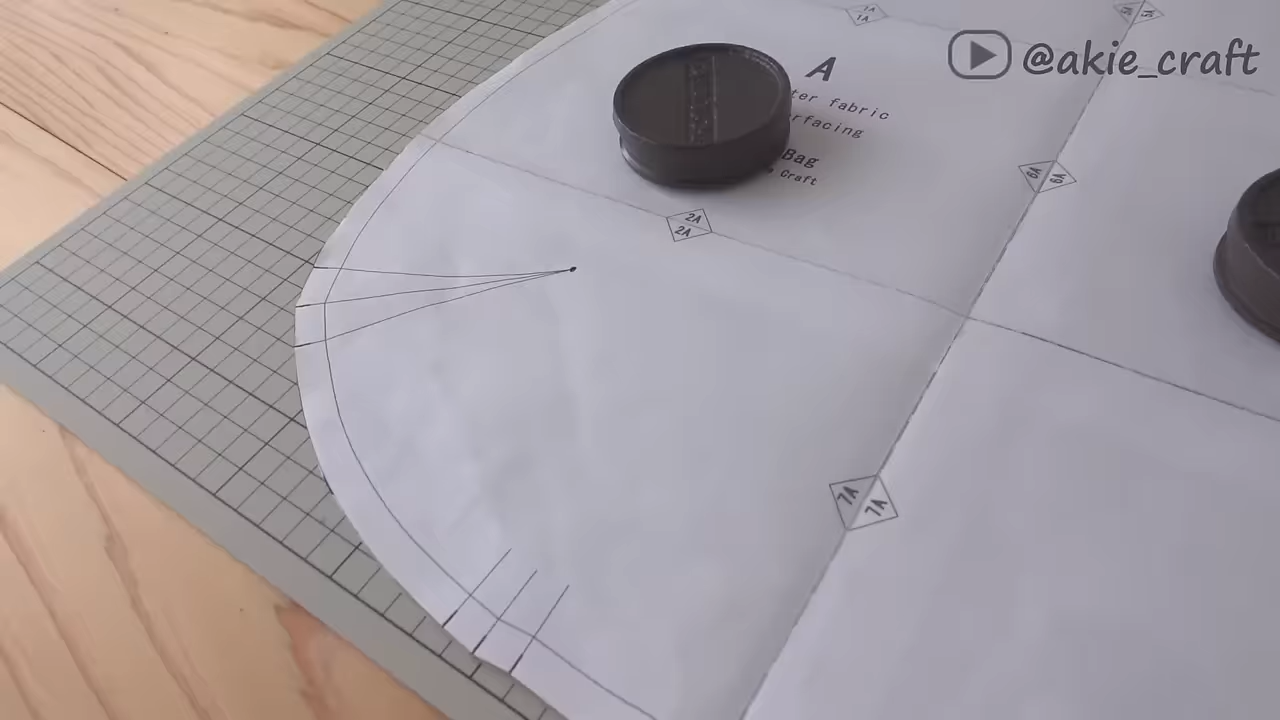 1A
1A
@akie_craft
A
ter fabric
rfacing
Bag
Craft
6A
6A
2A
2A
7A
7A